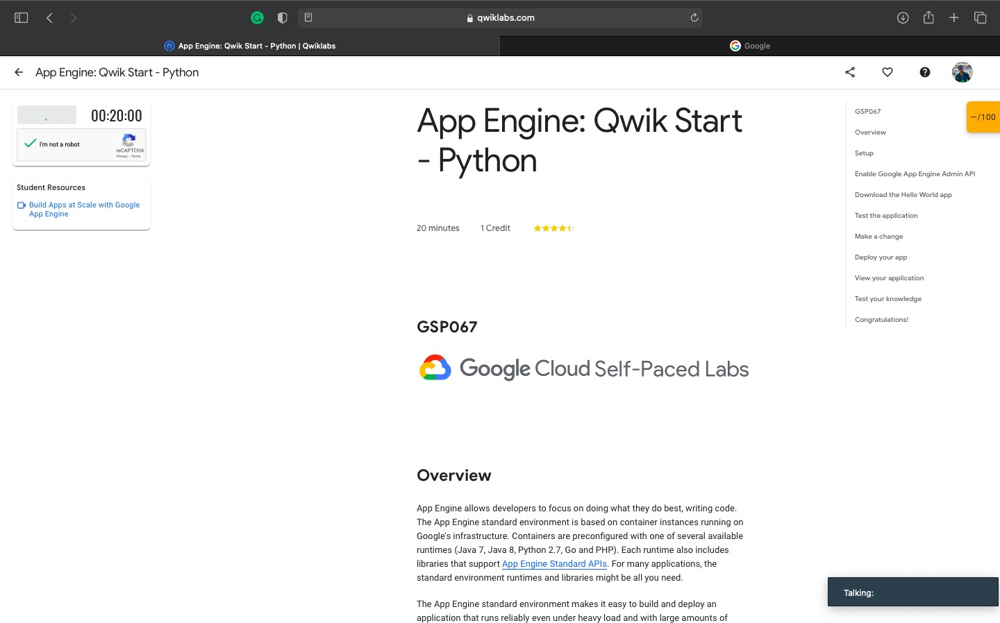 qwiklabs.com
App Engine: Qwik Start - Python | Qwiklabs
Google
App Engine: Qwik Start - Python
00:20:00
I'm not a robot
reCAPTCHA
Privacy - Terms
Student Resources
Build Apps at Scale with Google
App Engine
App Engine: Qwik Start
- Python
20 minutes 1 Credit
GSP067
Google Cloud Self-Paced Labs
Overview
App Engine allows developers to focus on doing what they do best, writing code.
The App Engine standard environment is based on container instances running on
Google's infrastructure. Containers are preconfigured with one of several available
runtimes (Java 7, Java 8, Python 2.7, Go and PHP). Each runtime also includes
libraries that support App Engine Standard APIs. For many applications, the
standard environment runtimes and libraries might be all you need.
The App Engine standard environment makes it easy to build and deploy an
application that runs reliably even under heavy load and with large amounts of
GSP067
Overview
Setup
Enable Google App Engine Admin API
Download the Hello World app
Test the application
Make a change
Deploy your app
View your application
Test your knowledge
Congratulations!
—/100
Talking: